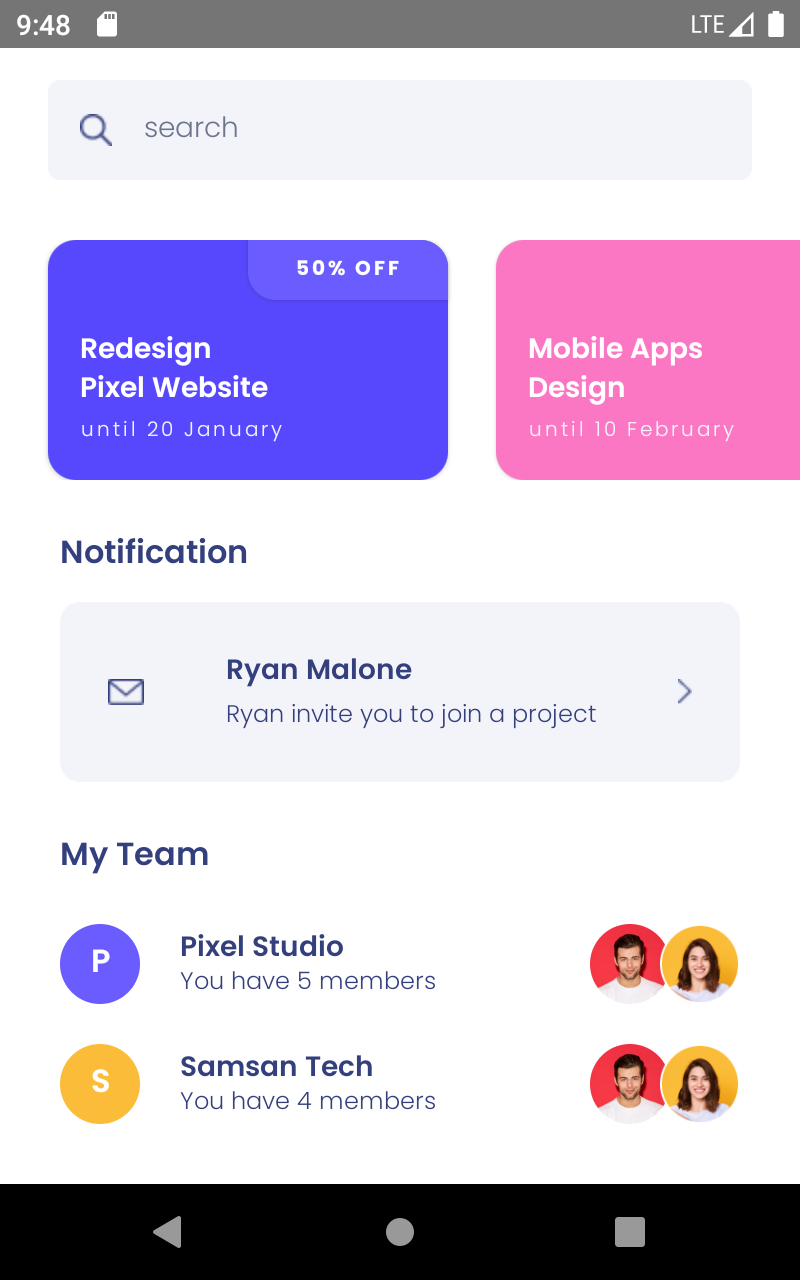 9:48
LTE
search
50% OFF
Redesign
Pixel Website
until 20 January
Mobile Apps
Design
until 10 February
Notification
Ryan Malone
Ryan invite you to join a project
My Team
P
Pixel Studio
You have 5 members
S
Samsan Tech
You have 4 members